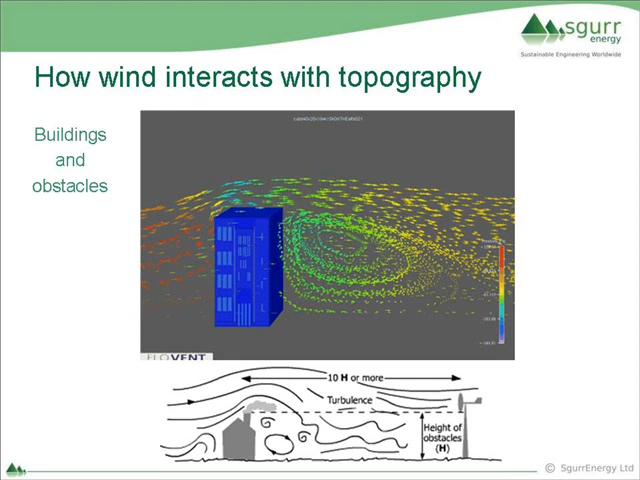 sgurr
energy
Sustainable Engineering Worldwide
How wind interacts with topography
Buildings
and
obstacles
FLOVENT
10 H or more
Turbulence
Height of
obstacles
(H)
© SgurrEnergy Ltd